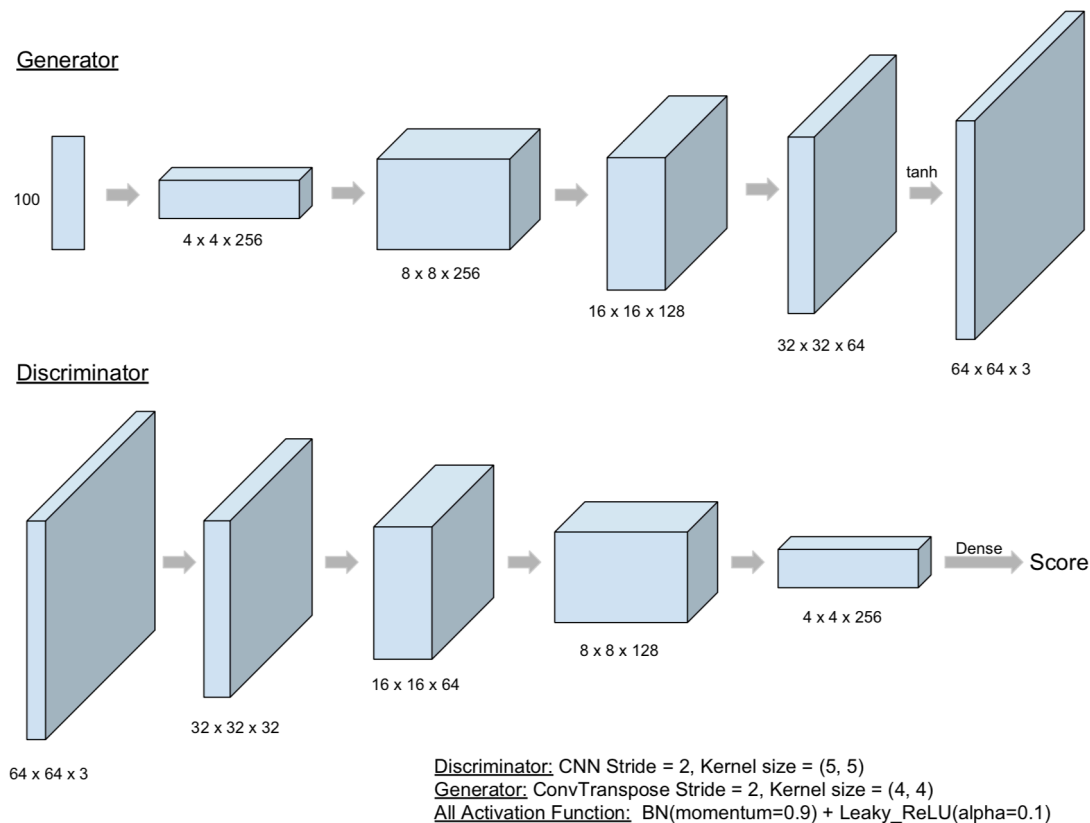 Generator
100
4 x 4 x 256
8 x 8 x 256
16 x 16 x 128
32 x 32 x 64
tanh
64 x 64 x 3
Discriminator
64 x 64 x 3
32 x 32 x 32
16 x 16 x 64
8 x 8 x 128
4 x 4 x 256
Dense
Score
Discriminator: CNN Stride = 2, Kernel size = (5, 5)
Generator: ConvTranspose Stride = 2, Kernel size = (4, 4)
All Activation Function: BN(momentum=0.9) + Leaky_ReLU(alpha=0.1)